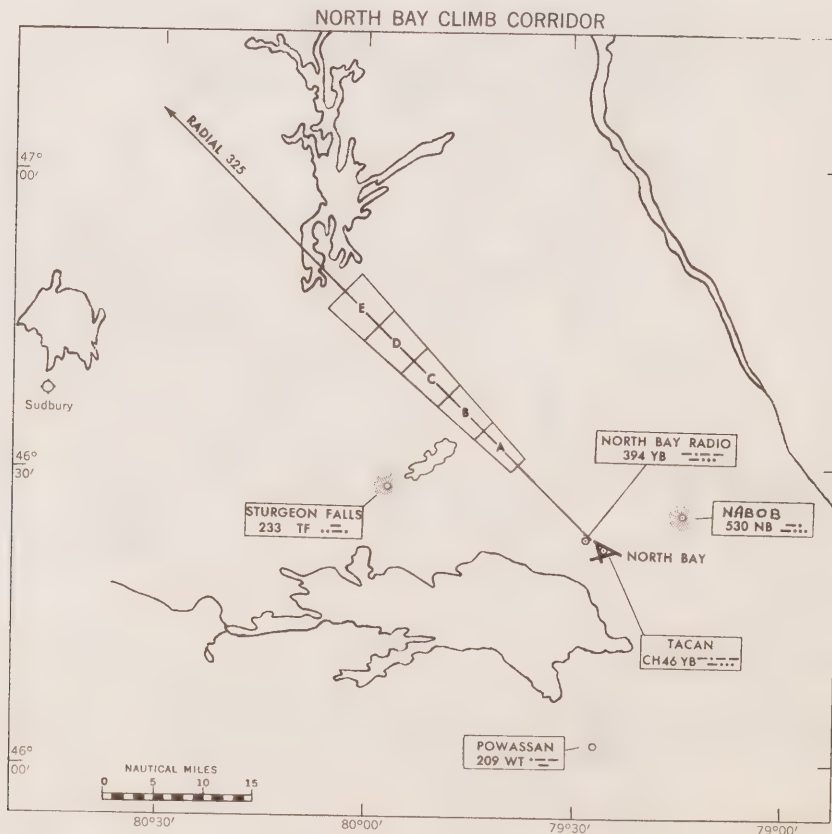 NORTH BAY CLIMB CORRIDOR
RADIAL 325
47°
00'
E
D
C
B
A
Sudbury
NORTH BAY RADIO
394 YB -.-- -...
46°
30'
STURGEON FALLS
233 TF - ..-.
NABOB
530 NB -. -...
NORTH BAY
TACAN
CH46 YB -.-- -...
POWASSAN
209 WT .-- -
46°
00'
NAUTICAL MILES
0 5 10 15
80°30'
80°00'
79°30'
79°00'